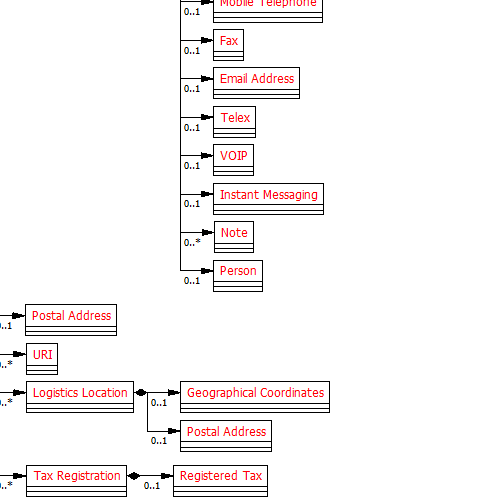 Mobile Telephone
0..1
Fax
0..1
Email Address
0..1
Telex
0..1
VOIP
0..1
Instant Messaging
0..1
Note
0..*
Person
0..1
Postal Address
0..1
URI
0..*
Logistics Location
0..*
Geographical Coordinates
0..1
Postal Address
0..1
Tax Registration
0..*
Registered Tax
0..1